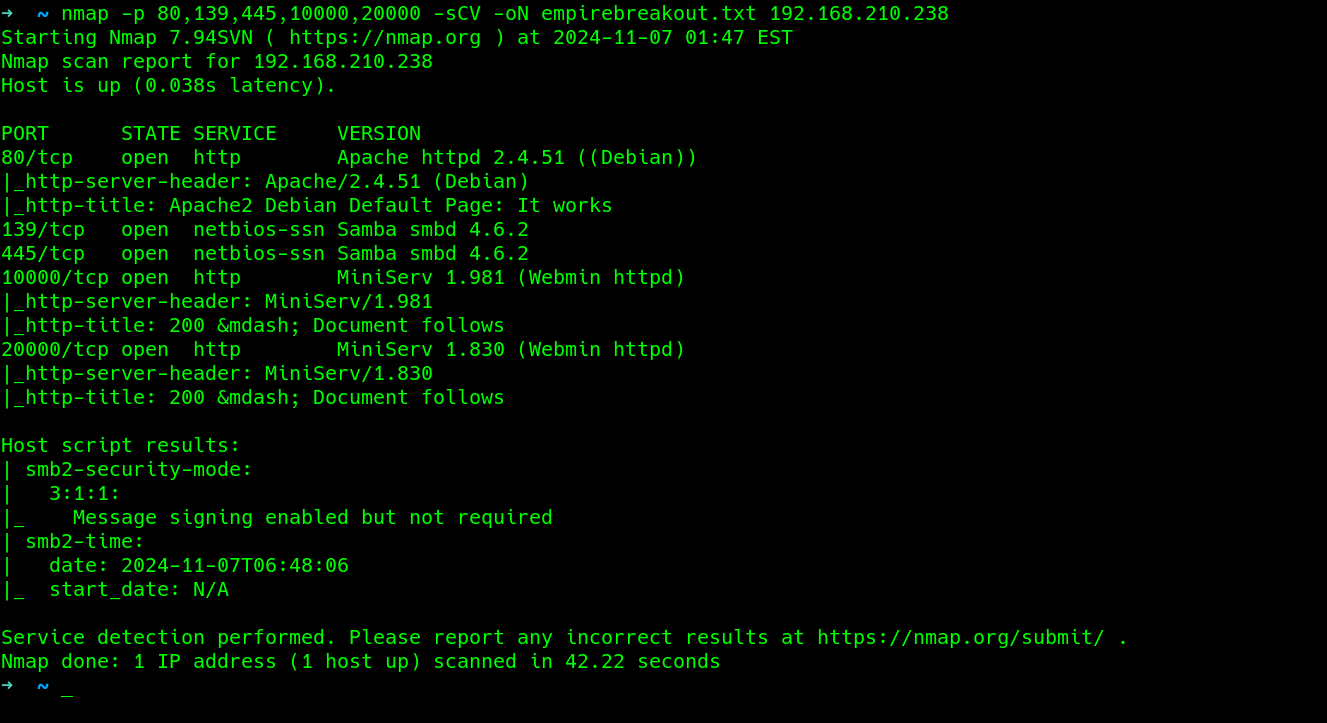 →  ~ nmap -p 80,139,445,10000,20000 -sCV -oN empirebreakout.txt 192.168.210.238
Starting Nmap 7.94SVN ( https://nmap.org ) at 2024-11-07 01:47 EST
Nmap scan report for 192.168.210.238
Host is up (0.038s latency).

PORT      STATE SERVICE     VERSION
80/tcp    open  http        Apache httpd 2.4.51 ((Debian))
|_http-server-header: Apache/2.4.51 (Debian)
|_http-title: Apache2 Debian Default Page: It works
139/tcp   open  netbios-ssn Samba smbd 4.6.2
445/tcp   open  netbios-ssn Samba smbd 4.6.2
10000/tcp open  http        MiniServ 1.981 (Webmin httpd)
|_http-server-header: MiniServ/1.981
|_http-title: 200 &mdash; Document follows
20000/tcp open  http        MiniServ 1.830 (Webmin httpd)
|_http-server-header: MiniServ/1.830
|_http-title: 200 &mdash; Document follows

Host script results:
| smb2-security-mode:
|   3:1:1:
|_    Message signing enabled but not required
| smb2-time:
|   date: 2024-11-07T06:48:06
|_  start_date: N/A

Service detection performed. Please report any incorrect results at https://nmap.org/submit/ .
Nmap done: 1 IP address (1 host up) scanned in 42.22 seconds
→  ~ _